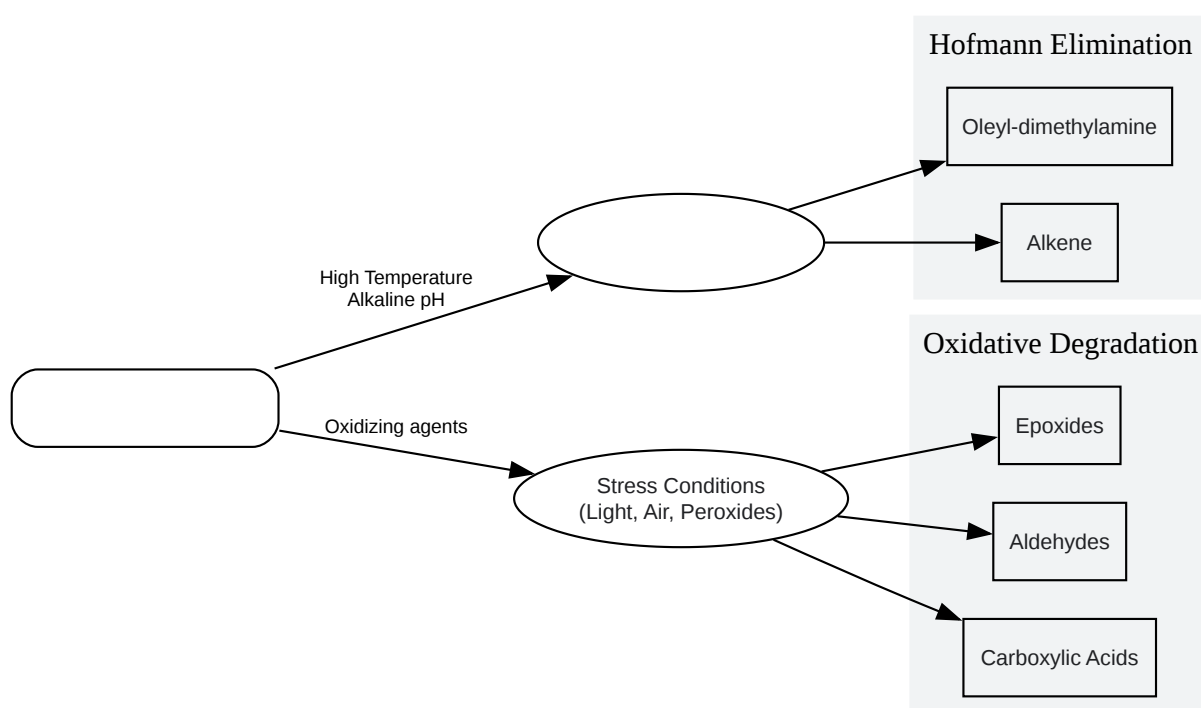 Hofmann Elimination
Oleyl-dimethylamine
Alkene
High Temperature
Alkaline pH
Oxidative Degradation
Oxidizing agents
Epoxides
Stress Conditions
(Light, Air, Peroxides)
Aldehydes
Carboxylic Acids